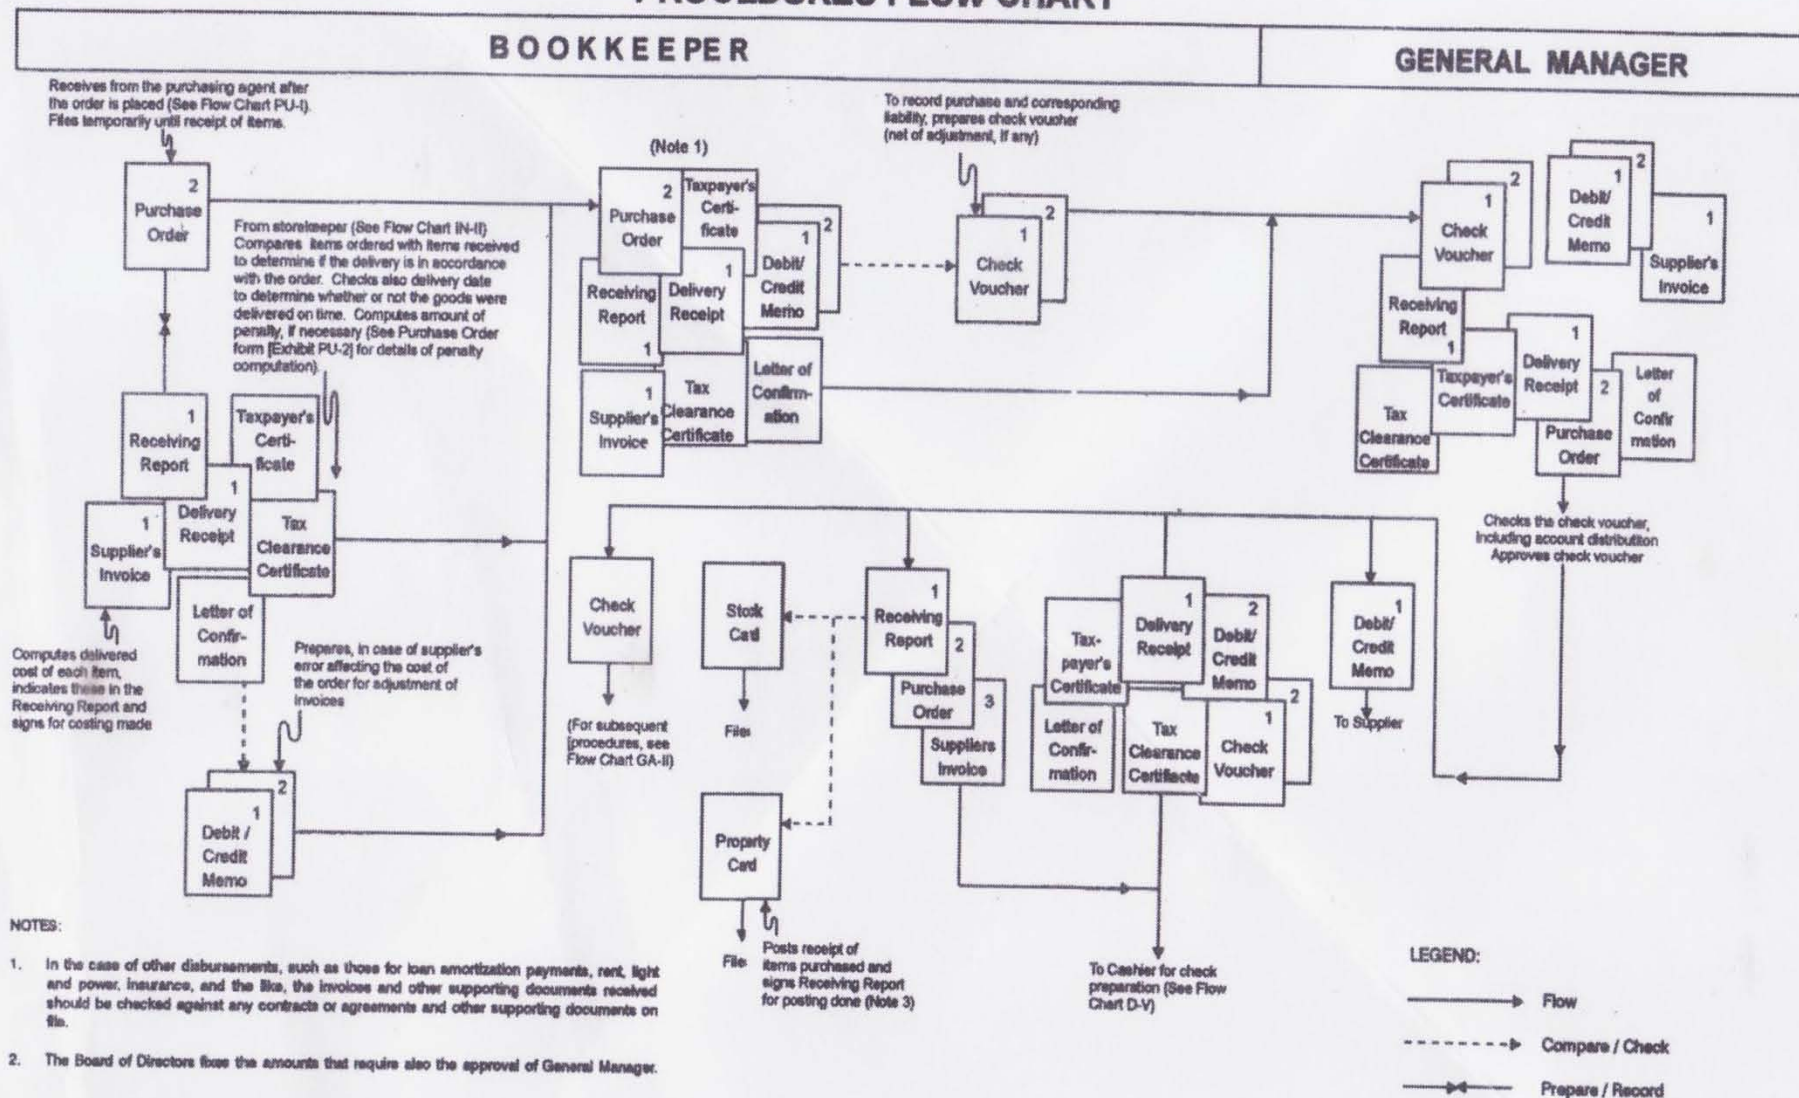 PROCEDURES FLOW CHART
BOOKKEEPER
GENERAL MANAGER
Receives from the purchasing agent after
the order is placed (See Flow Chart PU-I).
Files temporarily until receipt of items.
2
Purchase
Order
From storekeeper (See Flow Chart IN-II)
Compares items ordered with items received
to determine if the delivery is in accordance
with the order. Checks also delivery date
to determine whether or not the goods were
delivered on time. Computes amount of
penalty, if necessary (See Purchase Order
form [Exhibit PU-2] for details of penalty
computation).
1
Receiving
Report
Taxpayer's
Certi-
ficate
1
Delivery
Receipt
1
Supplier's
Invoice
Tax
Clearance
Certificate
Letter of
Confir-
mation
Computes delivered
cost of each item,
indicates these in the
Receiving Report and
signs for costing made
Prepares, in case of supplier's
error affecting the cost of
the order for adjustment of
invoices
2
1
Debit /
Credit
Memo
(Note 1)
2
Purchase
Order
Taxpayer's
Certi-
ficate
2
1
Debit/
Credit
Memo
Receiving
Report
1
1
Delivery
Receipt
1
Supplier's
Invoice
Tax
Clearance
Certificate
Letter of
Confirm-
ation
To record purchase and corresponding
liability, prepares check voucher
(net of adjustment, if any)
2
1
Check
Voucher
2
1
Check
Voucher
2
1
Debit/
Credit
Memo
1
Supplier's
Invoice
Receiving
Report
1
Taxpayer's
Certificate
1
Delivery
Receipt
Tax
Clearance
Certificate
2
Purchase
Order
Letter
of
Confir
mation
Checks the check voucher,
including account distribution
Approves check voucher
Check
Voucher
(For subsequent
[procedures, see
Flow Chart GA-II)
Stock
Card
File
1
Receiving
Report
2
Purchase
Order
3
Suppliers
Invoice
Property
Card
File
Posts receipt of
items purchased and
signs Receiving Report
for posting done (Note 3)
Tax-
payer's
Certificate
1
Delivery
Receipt
2
Debit/
Credit
Memo
Letter of
Confir-
mation
Tax
Clearance
Certifiacte
2
1
Check
Voucher
To Cashier for check
preparation (See Flow
Chart D-V)
1
Debit/
Credit
Memo
To Supplier
NOTES:
1. In the case of other disbursements, such as those for loan amortization payments, rent, light
and power, insurance, and the like, the invoices and other supporting documents received
should be checked against any contracts or agreements and other supporting documents on
file.
2. The Board of Directors fixes the amounts that require also the approval of General Manager.
LEGEND:
Flow
Compare / Check
Prepare / Record